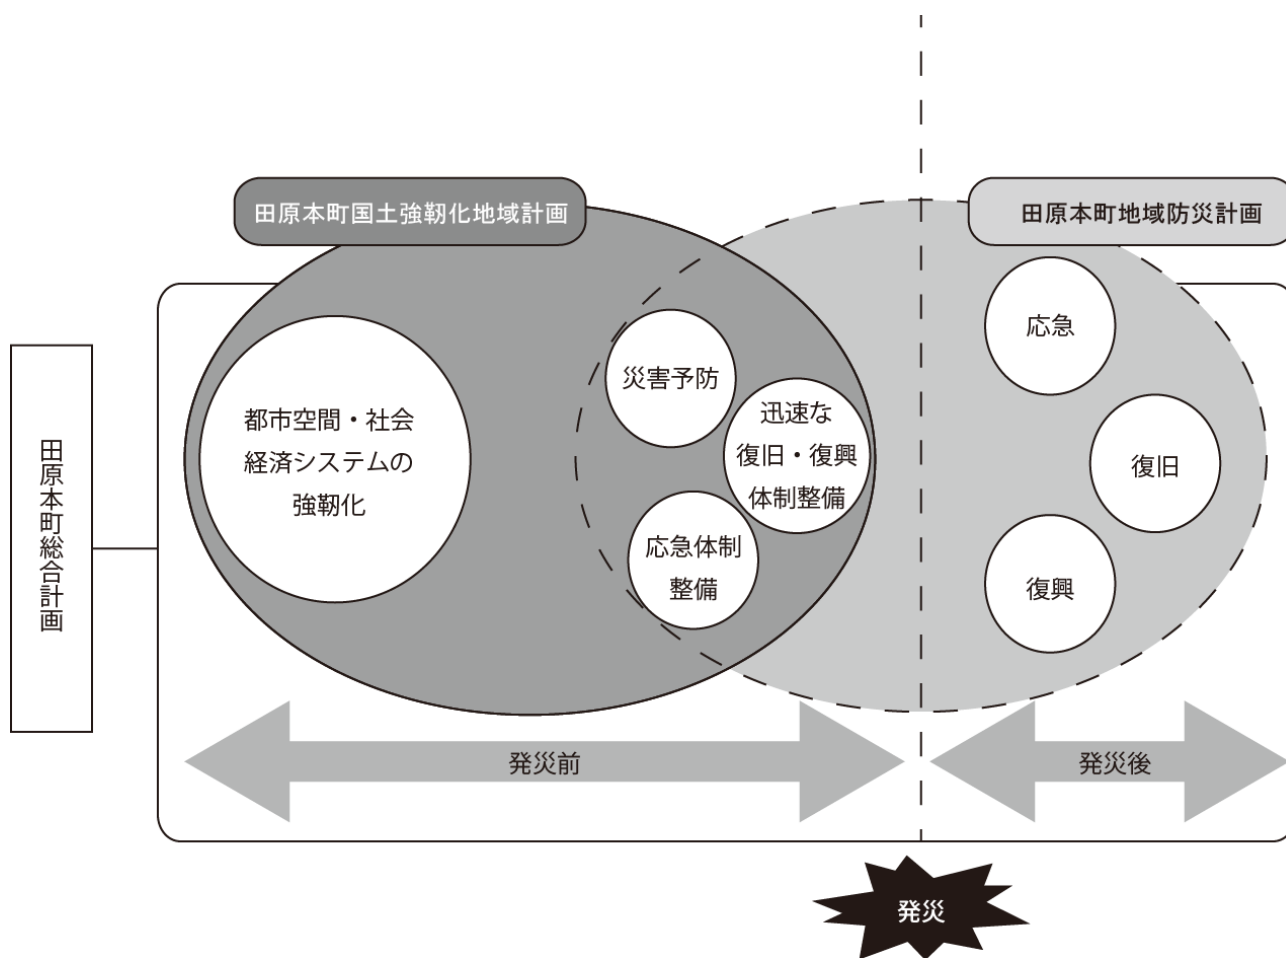 田原本町国土強靭化地域計画
田原本町地域防災計画
田原本町総合計画
都市空間・社会
経済システムの
強靭化
災害予防
迅速な
復旧・復興
体制整備
応急体制
整備
応急
復旧
復興
発災前
発災後
発災